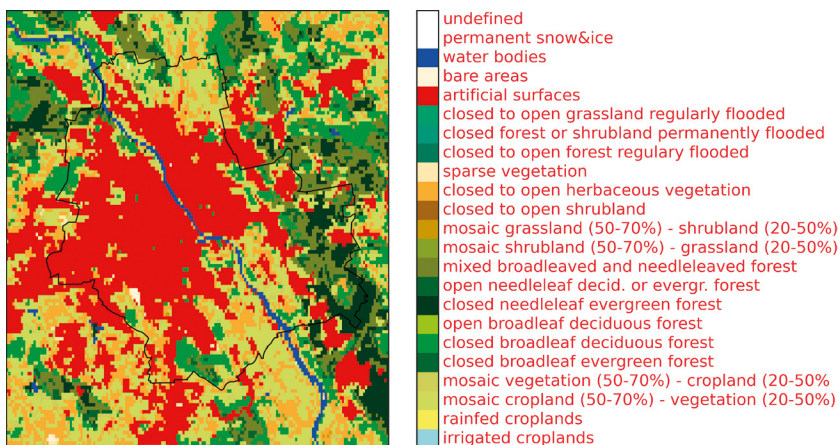 undefined
permanent snow&ice
water bodies
bare areas
artificial surfaces
closed to open grassland regularly flooded
closed forest or shrubland permanently flooded
closed to open forest regulary flooded
sparse vegetation
closed to open herbaceous vegetation
closed to open shrubland
mosaic grassland (50-70%) - shrubland (20-50%)
mosaic shrubland (50-70%) - grassland (20-50%)
mixed broadleaved and needleleaved forest
open needleleaf decid. or evergr. forest
closed needleleaf evergreen forest
open broadleaf deciduous forest
closed broadleaf deciduous forest
closed broadleaf evergreen forest
mosaic vegetation (50-70%) - cropland (20-50%
mosaic cropland (50-70%) - vegetation (20-50%)
rainfed croplands
irrigated croplands